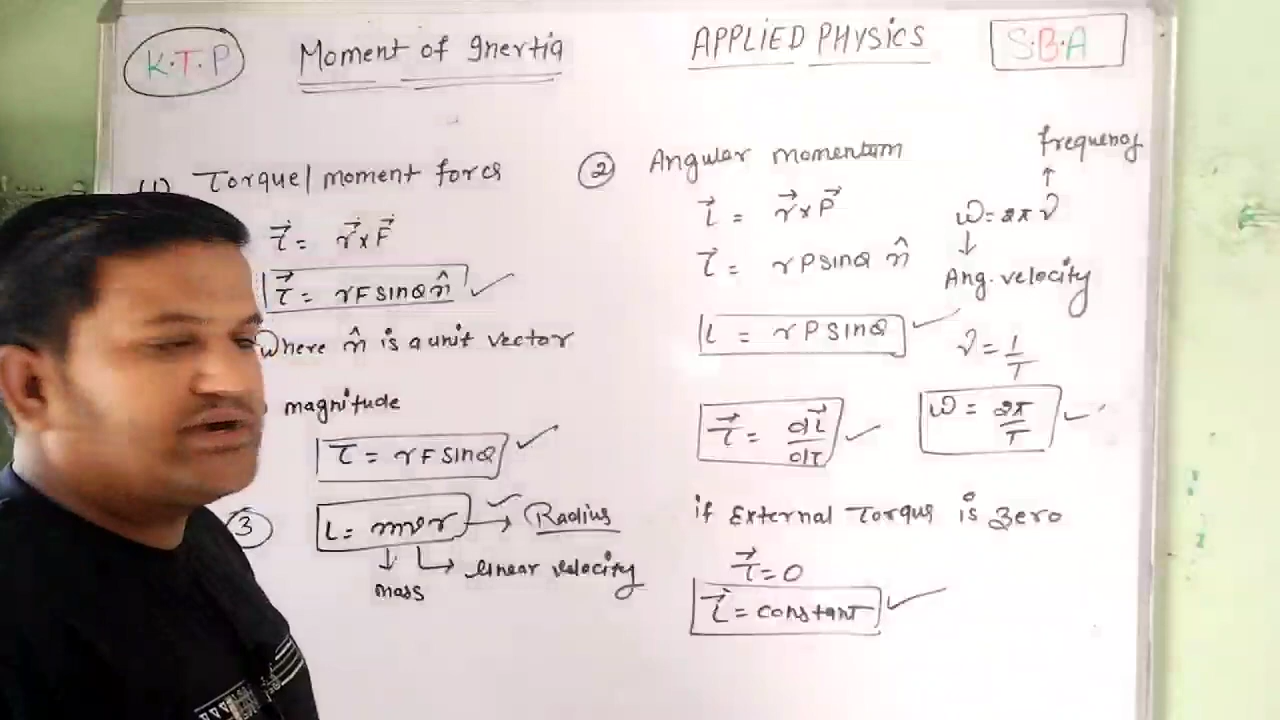 K.T.P
Moment of Inertia
APPLIED PHYSICS
S.B.A
(1) Torque/moment force
τ⃗ = r⃗ x F⃗
τ⃗ = r F sinθ n̂
Where n̂ is a unit vector
magnitude
τ = r F sinθ
③ L = mvr → Radius
↓ ↳ linear velocity
mass
② Angular momentum
L⃗ = r⃗ x P⃗
L⃗ = r P sinθ n̂
L = r P sinθ
τ⃗ = dL⃗/dt
if External Torque is zero
τ⃗ = 0
L⃗ = constant
frequency
↑
ω = 2π ν
↓
Ang. velocity
ν = 1/T
ω = 2π/T